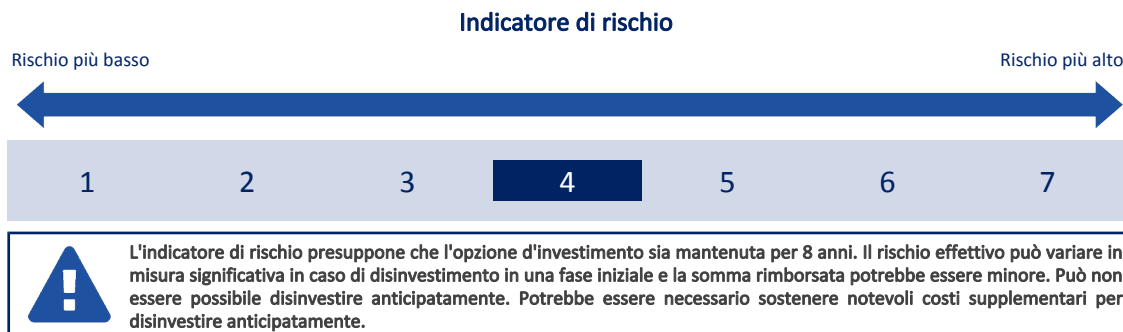 Indicatore di rischio
Rischio più basso
Rischio più alto
1 2 3 4 5 6 7
L'indicatore di rischio presuppone che l'opzione d'investimento sia mantenuta per 8 anni. Il rischio effettivo può variare in
misura significativa in caso di disinvestimento in una fase iniziale e la somma rimborsata potrebbe essere minore. Può non
essere possibile disinvestire anticipatamente. Potrebbe essere necessario sostenere notevoli costi supplementari per
disinvestire anticipatamente.